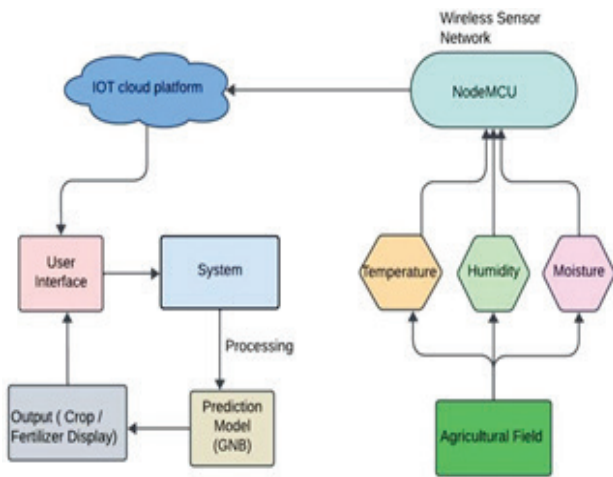 Wireless Sensor
Network
IOT cloud platform
NodeMCU
User
Interface
System
Temperature
Humidity
Moisture
Processing
Output ( Crop /
Fertilizer Display)
Prediction
Model
(GNB)
Agricultural Field